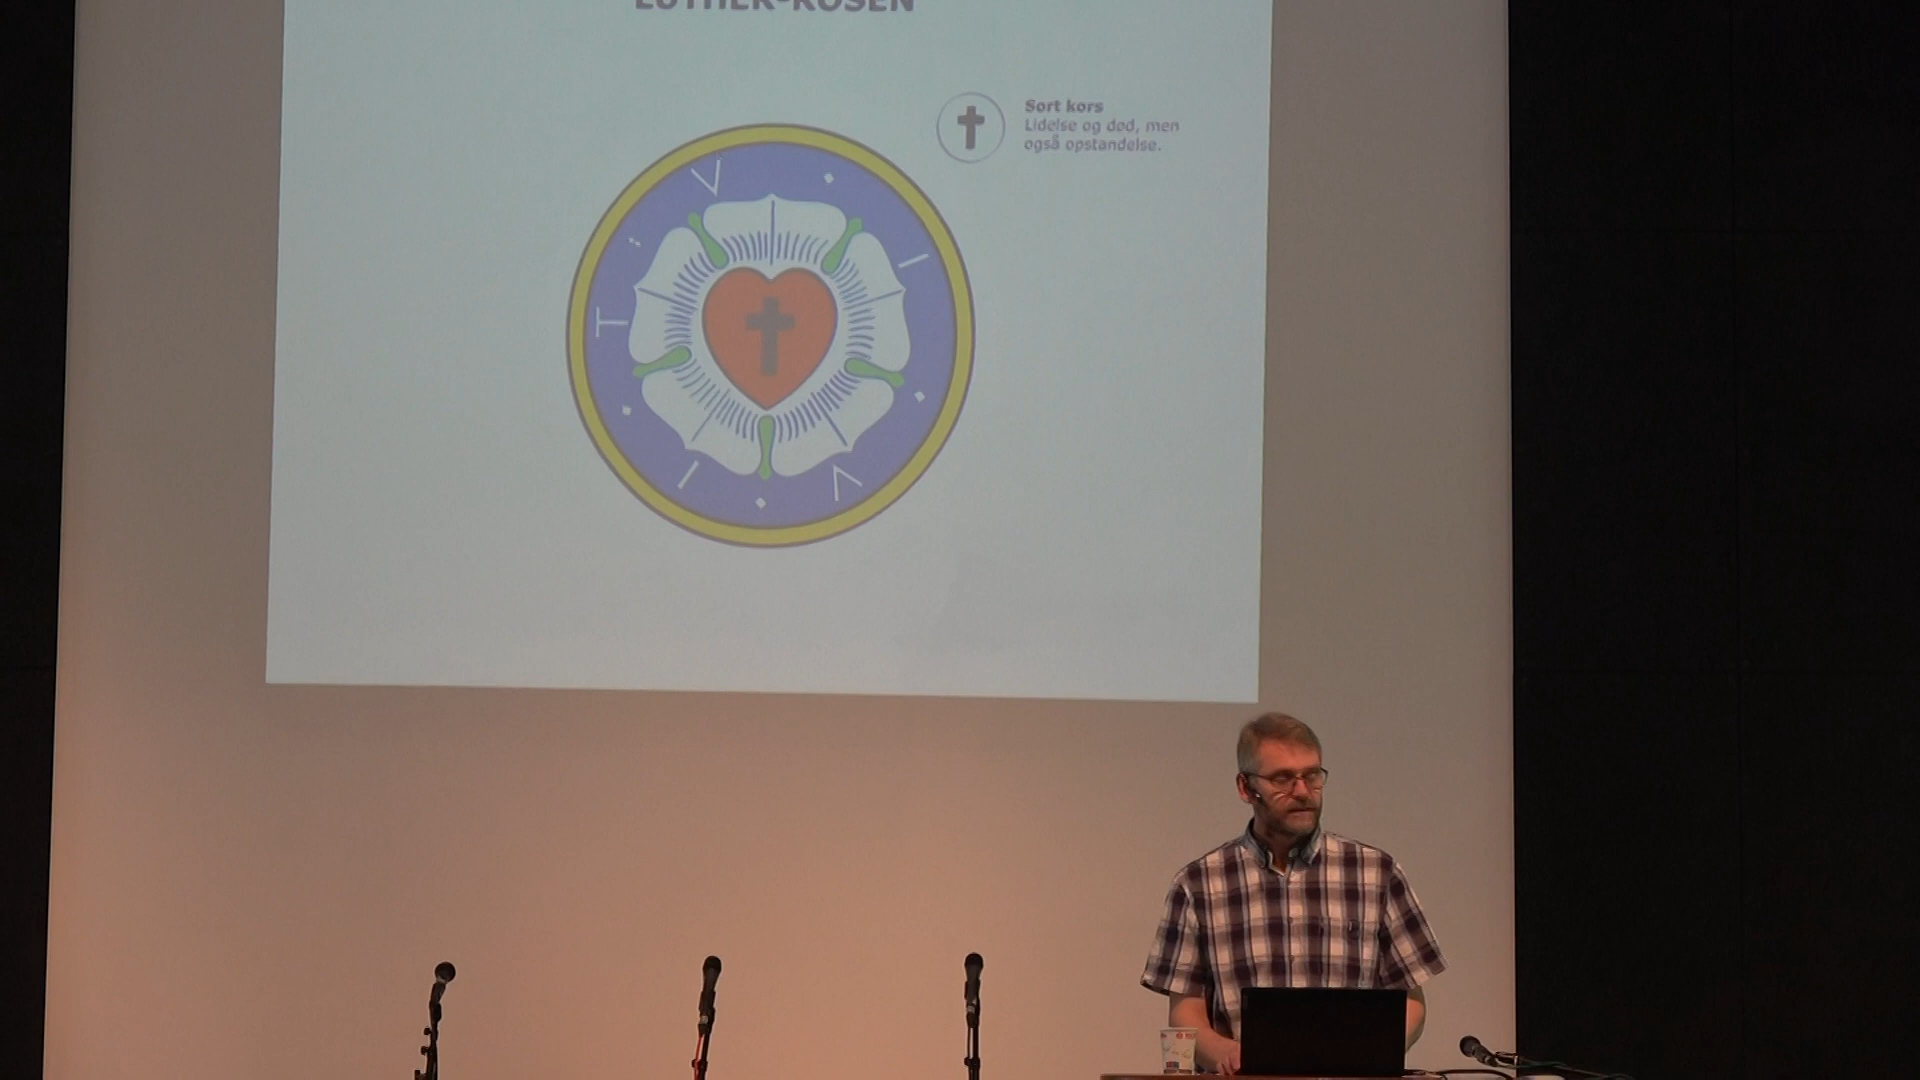 LUTHER-ROSEN
Sort kors
Lidelse og død, men
også opstandelse.
V I V I T